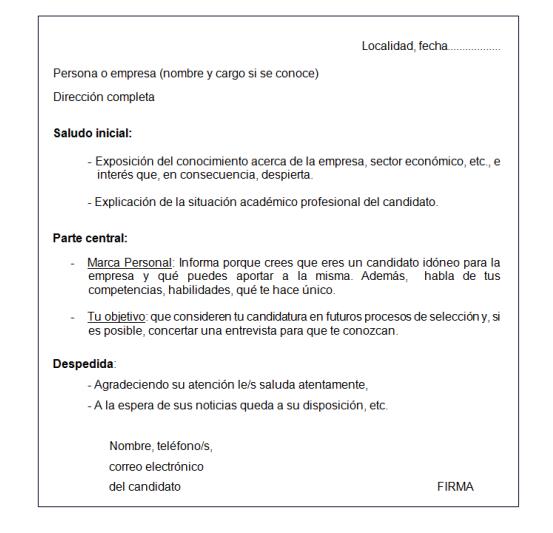 Localidad, fecha..................
Persona o empresa (nombre y cargo si se conoce)
Dirección completa
Saludo inicial:
- Exposición del conocimiento acerca de la empresa, sector económico, etc., e
interés que, en consecuencia, despierta.
- Explicación de la situación académico profesional del candidato.
Parte central:
- Marca Personal: Informa porque crees que eres un candidato idóneo para la
empresa y qué puedes aportar a la misma. Además, habla de tus
competencias, habilidades, qué te hace único.
- Tu objetivo: que consideren tu candidatura en futuros procesos de selección y, si
es posible, concertar una entrevista para que te conozcan.
Despedida:
- Agradeciendo su atención le/s saluda atentamente,
- A la espera de sus noticias queda a su disposición, etc.
Nombre, teléfono/s,
correo electrónico
del candidato FIRMA